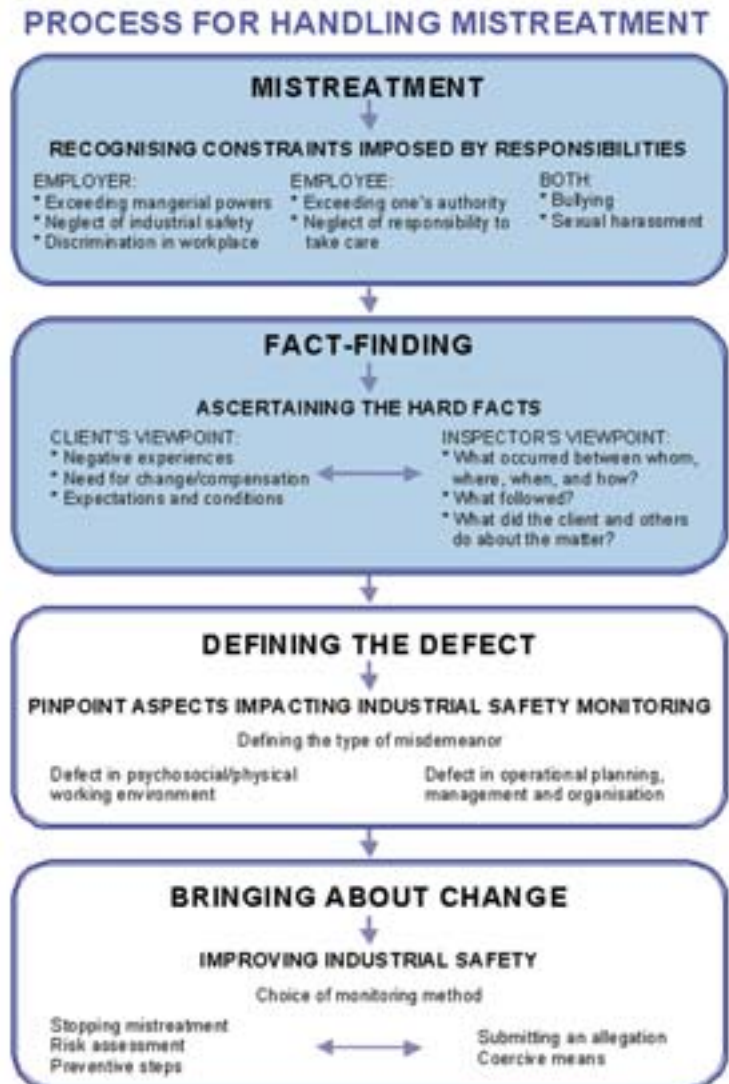 PROCESS FOR HANDLING MISTREATMENT
MISTREATMENT
RECOGNISING CONSTRAINTS IMPOSED BY RESPONSIBILITIES
EMPLOYER:
* Exceeding mangerial powers
* Neglect of industrial safety
* Discrimination in workplace
EMPLOYEE:
* Exceeding one's authority
* Neglect of responsibility to
take care
BOTH:
* Bullying
* Sexual harassment
FACT-FINDING
ASCERTAINING THE HARD FACTS
CLIENT'S VIEWPOINT:
* Negative experiences
* Need for change/compensation
* Expectations and conditions
INSPECTOR'S VIEWPOINT:
* What occurred between whom,
where, when, and how?
* What followed?
* What did the client and others
do about the matter?
DEFINING THE DEFECT
PINPOINT ASPECTS IMPACTING INDUSTRIAL SAFETY MONITORING
Defining the type of misdemeanor
Defect in psychosocial/physical
working environment
Defect in operational planning,
management and organisation
BRINGING ABOUT CHANGE
IMPROVING INDUSTRIAL SAFETY
Choice of monitoring method
Stopping mistreatment
Risk assessment
Preventive steps
Submitting an allegation
Coercive means